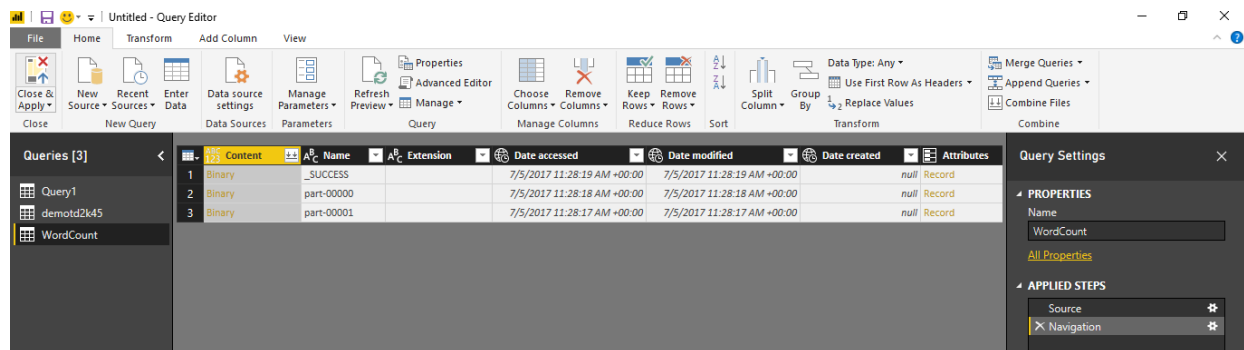 Untitled - Query Editor
File Home Transform Add Column View
Close & Apply
New Source
Recent Sources
Enter Data
Data source settings
Manage Parameters
Refresh Preview
Properties
Advanced Editor
Manage
Choose Columns
Remove Columns
Keep Rows
Remove Rows
Split Column
Group By
Data Type: Any
Use First Row As Headers
Replace Values
Merge Queries
Append Queries
Combine Files
Close New Query Data Sources Parameters Query Manage Columns Reduce Rows Sort Transform Combine
Queries [3]
Query1
demotd2k45
WordCount
Content Name Extension Date accessed Date modified Date created Attributes
1 Binary _SUCCESS 7/5/2017 11:28:19 AM +00:00 7/5/2017 11:28:19 AM +00:00 null Record
2 Binary part-00000 7/5/2017 11:28:18 AM +00:00 7/5/2017 11:28:18 AM +00:00 null Record
3 Binary part-00001 7/5/2017 11:28:17 AM +00:00 7/5/2017 11:28:17 AM +00:00 null Record
Query Settings
PROPERTIES
Name
WordCount
All Properties
APPLIED STEPS
Source
Navigation